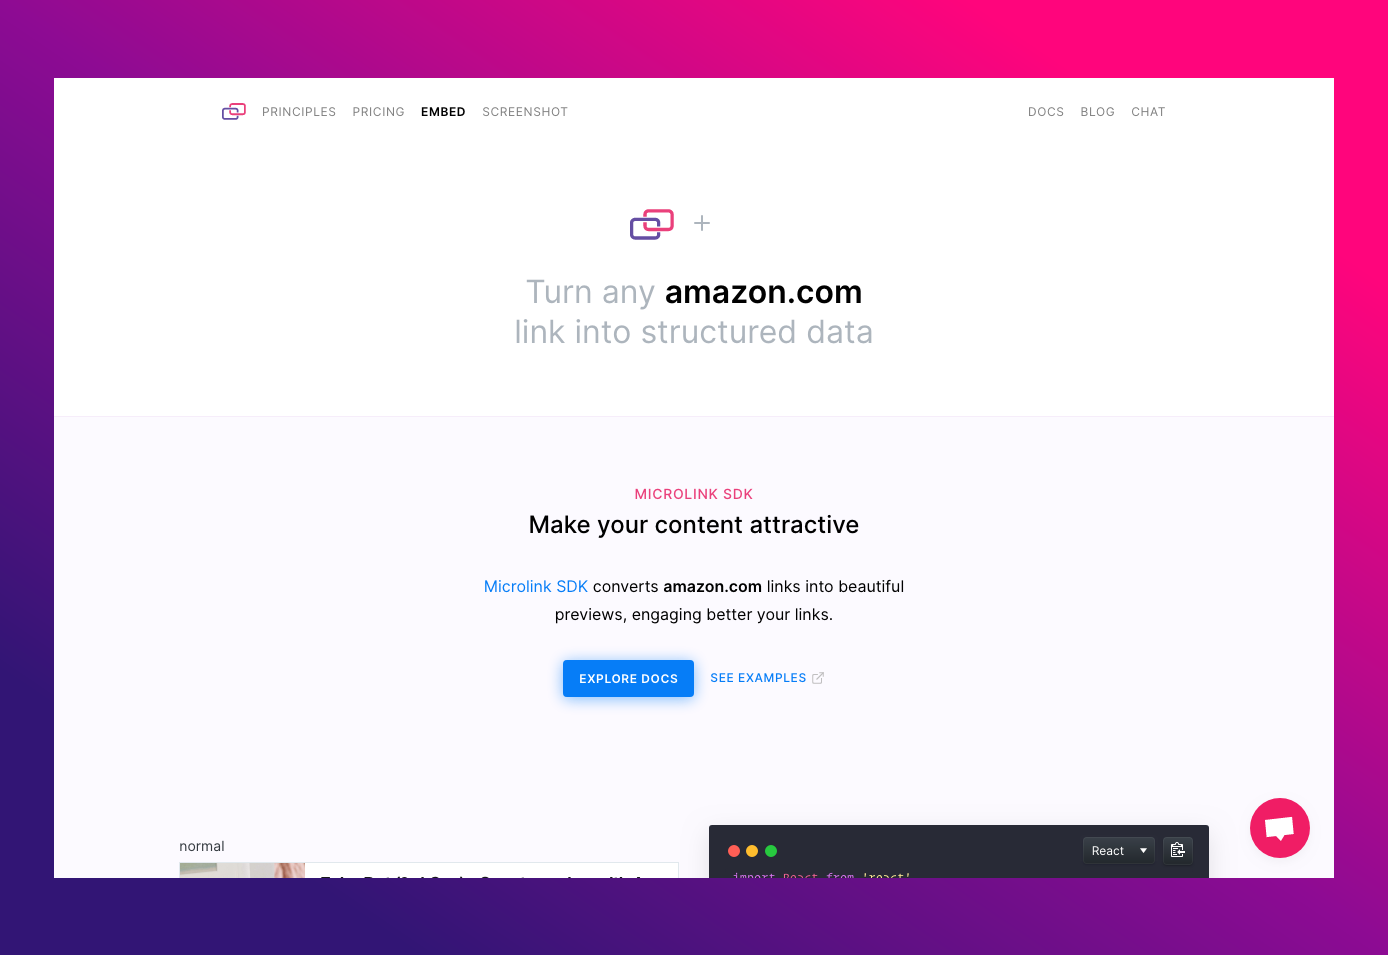 PRINCIPLES PRICING EMBED SCREENSHOT DOCS BLOG CHAT
+
Turn any amazon.com
link into structured data
MICROLINK SDK
Make your content attractive
Microlink SDK converts amazon.com links into beautiful
previews, engaging better your links.
EXPLORE DOCS SEE EXAMPLES
normal
React
import React from 'react'